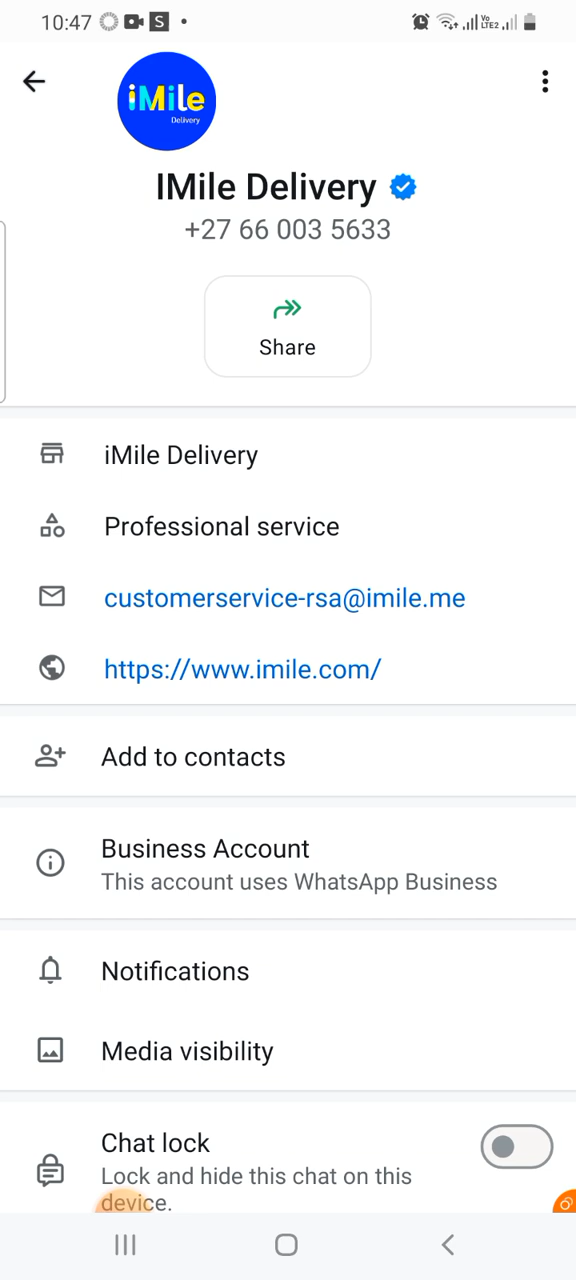 10:47 S
Vo
LTE2
iMile
Delivery
IMile Delivery
+27 66 003 5633
Share
iMile Delivery
Professional service
customerservice-rsa@imile.me
https://www.imile.com/
Add to contacts
Business Account
This account uses WhatsApp Business
Notifications
Media visibility
Chat lock
Lock and hide this chat on this
device.